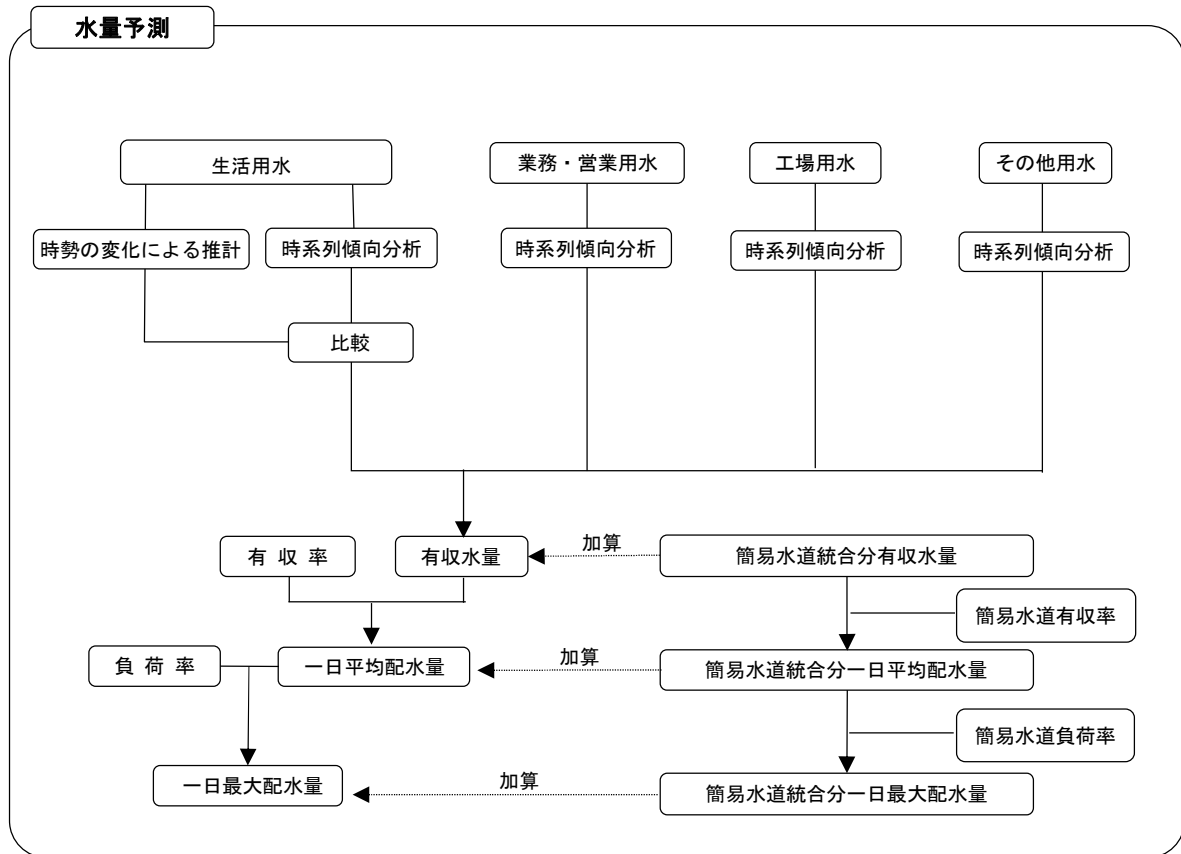 水量予測
生活用水
業務・営業用水
工場用水
その他用水
時勢の変化による推計
時系列傾向分析
時系列傾向分析
時系列傾向分析
時系列傾向分析
比較
有 収 率
有収水量
加算
簡易水道統合分有収水量
簡易水道有収率
負 荷 率
一日平均配水量
加算
簡易水道統合分一日平均配水量
簡易水道負荷率
一日最大配水量
加算
簡易水道統合分一日最大配水量